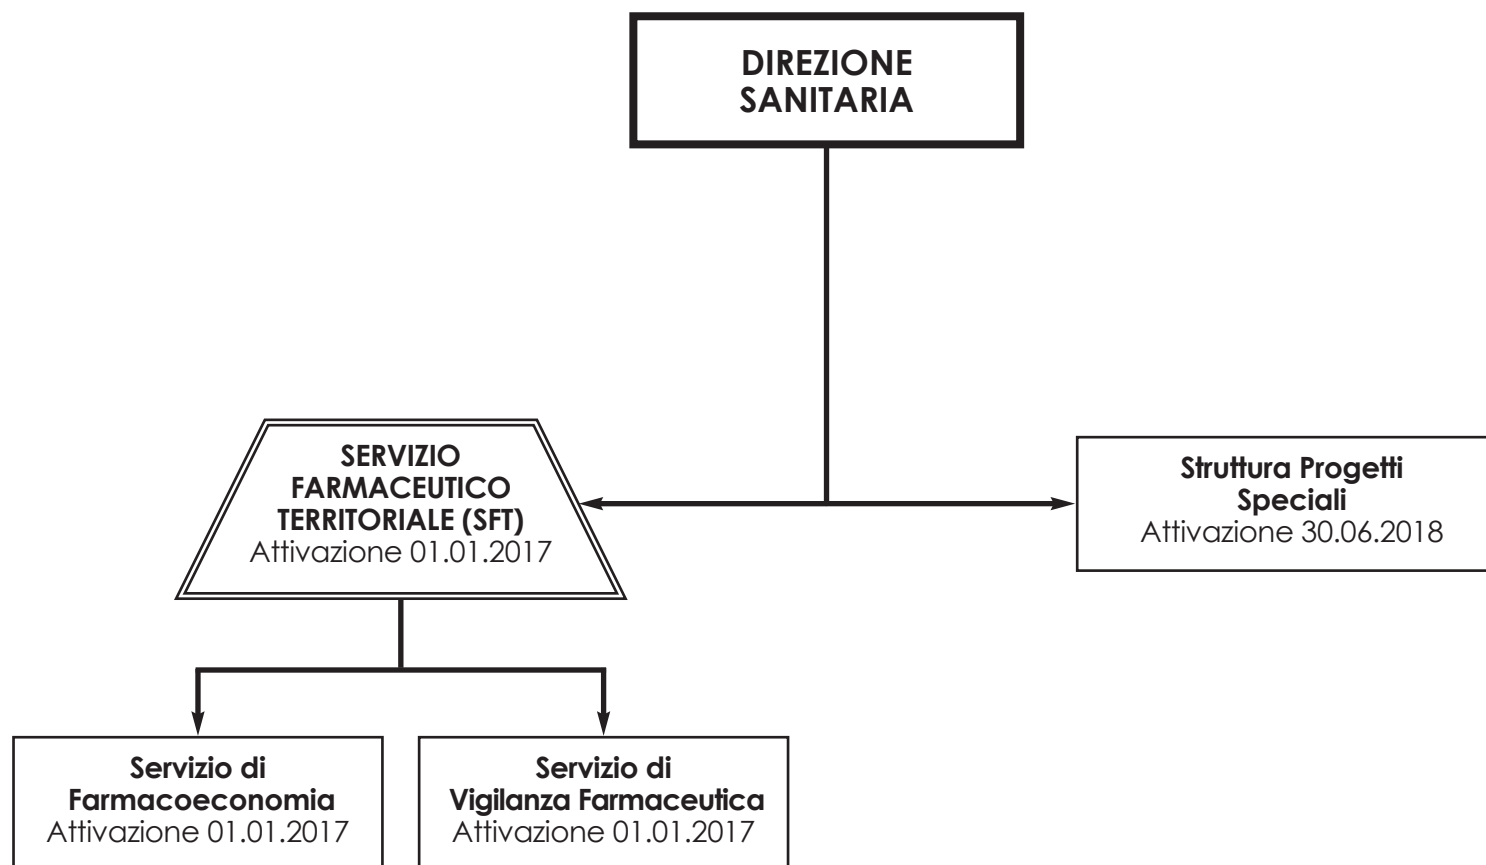 DIREZIONE
SANITARIA
SERVIZIO
FARMACEUTICO
TERRITORIALE (SFT)
Attivazione 01.01.2017
Struttura Progetti
Speciali
Attivazione 30.06.2018
Servizio di
Farmacoeconomia
Attivazione 01.01.2017
Servizio di
Vigilanza Farmaceutica
Attivazione 01.01.2017